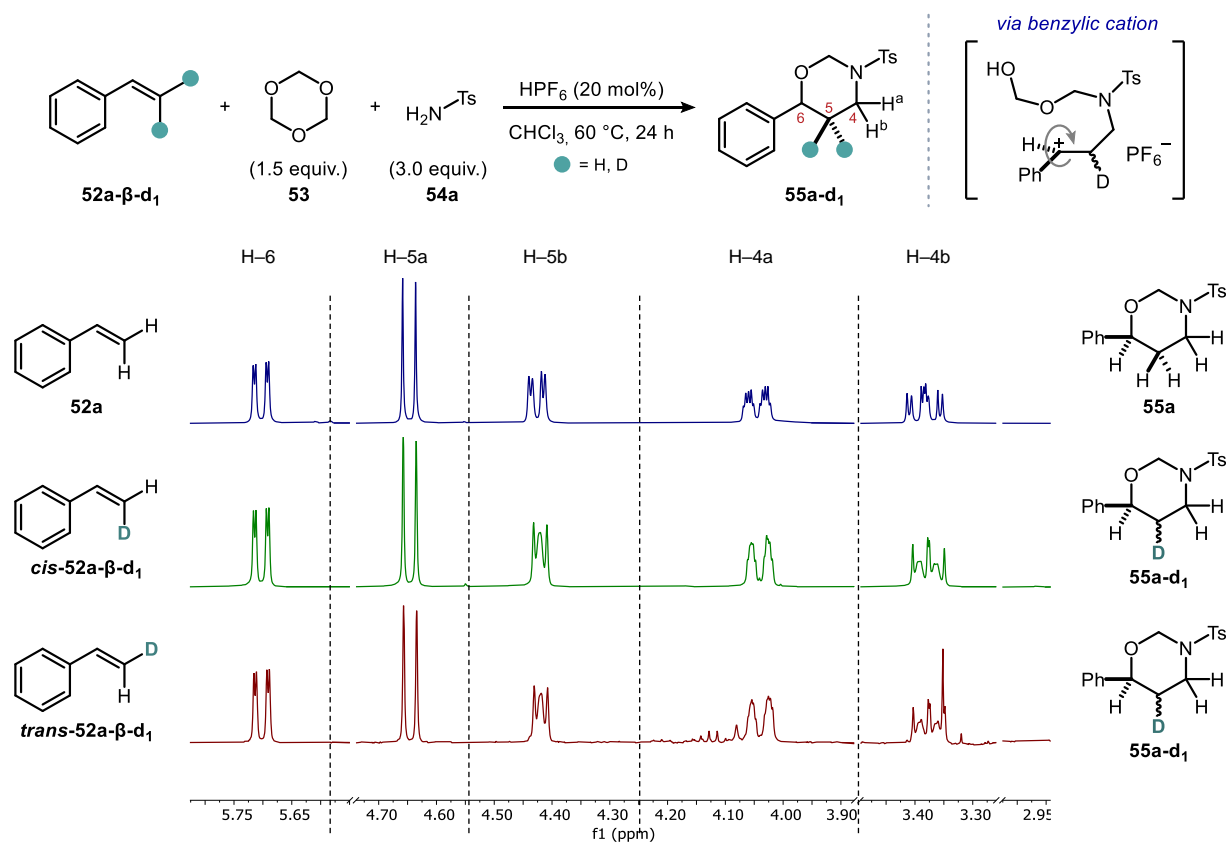 via benzylic cation
O
O
O
+
+
H₂N
Ts
HPF₆ (20 mol%)
CHCl₃, 60 °C, 24 h
= H, D
(1.5 equiv.)
(3.0 equiv.)
52a-β-d₁
53
54a
O
N
Ts
6
5
4
Hᵃ
Hᵇ
55a-d₁
HO
O
N
Ts
H
+
Ph
D
PF₆⁻
H–6
H–5a
H–5b
H–4a
H–4b
H
H
52a
O
N
Ts
Ph
H
H
H
H
H
55a
H
D
cis-52a-β-d₁
O
N
Ts
Ph
H
D
H
H
55a-d₁
D
H
trans-52a-β-d₁
O
N
Ts
Ph
H
D
H
H
55a-d₁
5.75 5.65 4.70 4.60 4.50 4.40 4.30 4.20 4.10 4.00 3.90 3.40 3.30 2.95
f1 (ppm)